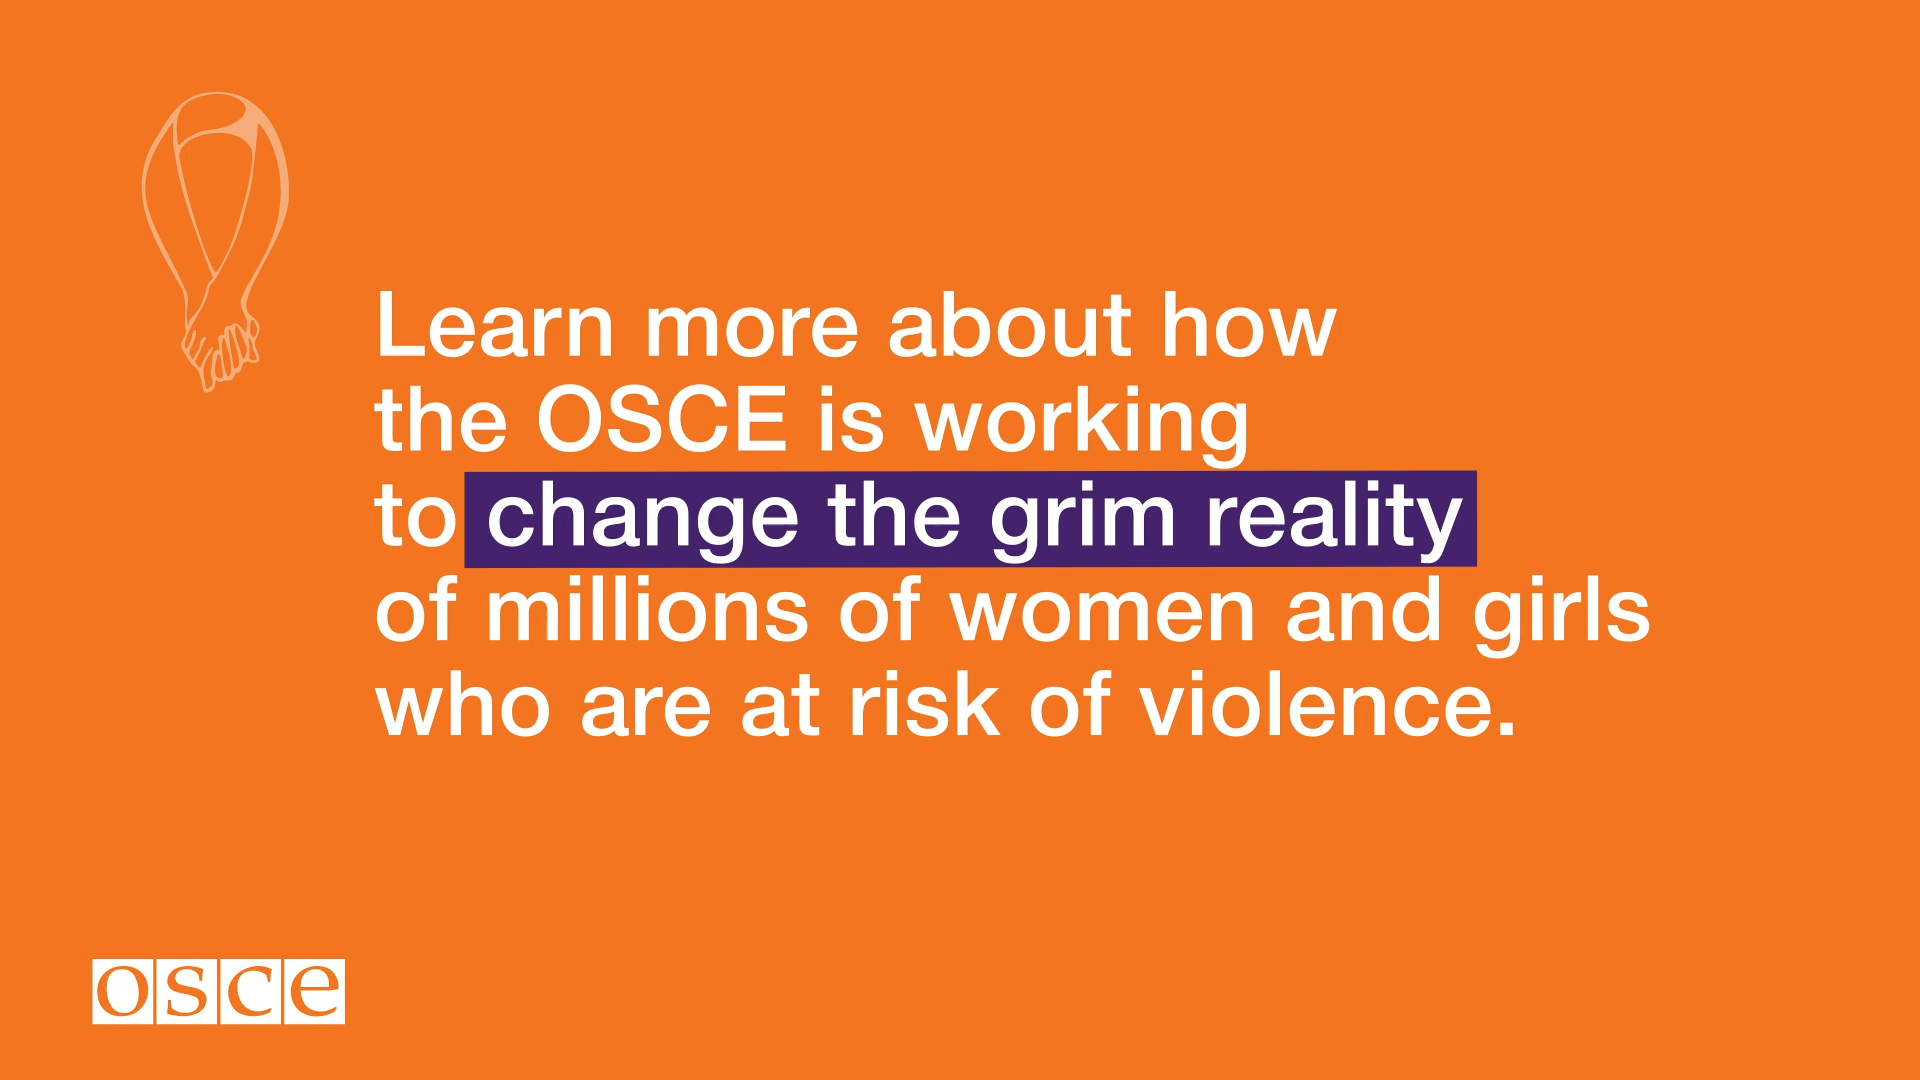 Learn more about how
the OSCE is working
to change the grim reality
of millions of women and girls
who are at risk of violence.
osce